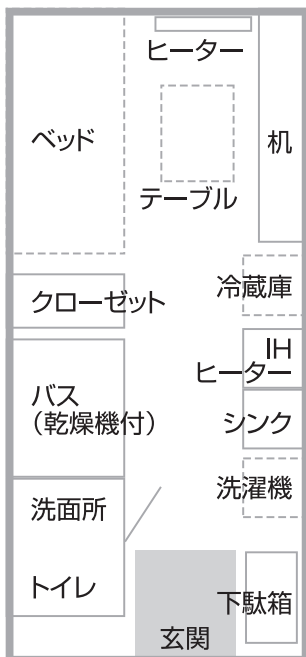 ヒーター
ベッド
机
テーブル
冷蔵庫
クローゼット
IH
ヒーター
バス
(乾燥機付)
シンク
洗濯機
洗面所
トイレ
下駄箱
玄関